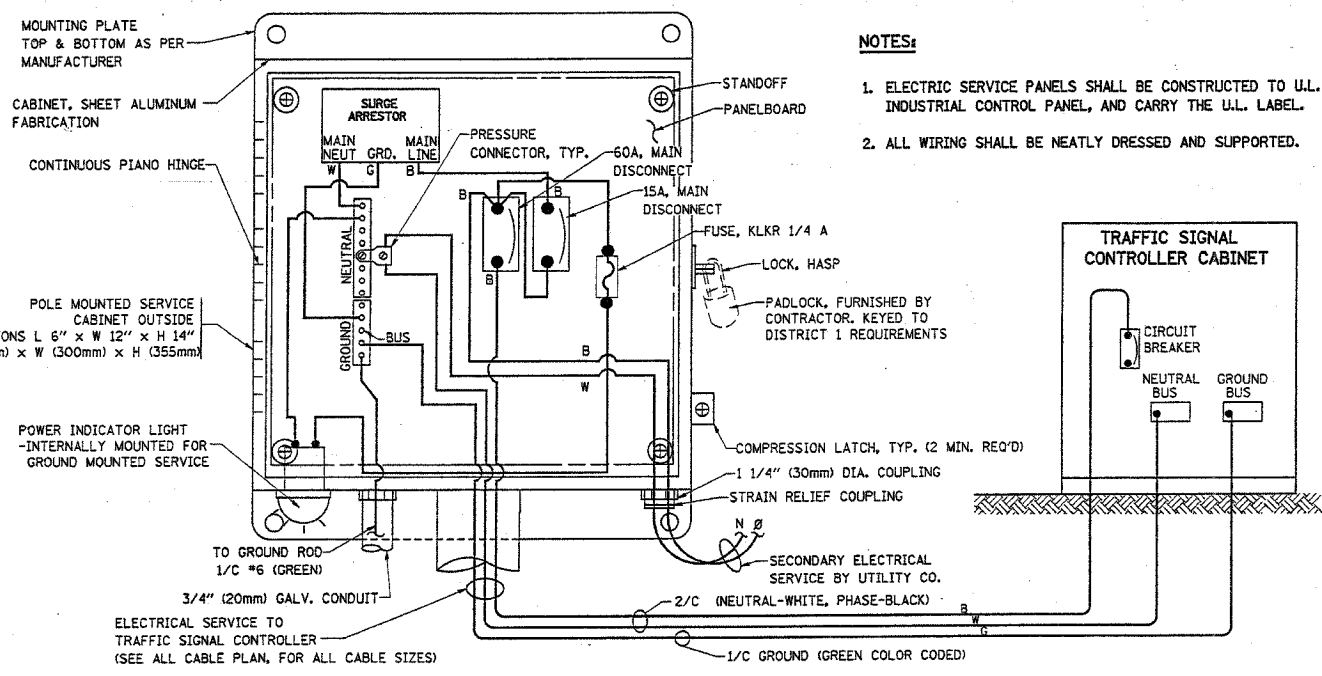 MOUNTING PLATE
TOP & BOTTOM AS PER
MANUFACTURER
CABINET, SHEET ALUMINUM
FABRICATION
CONTINUOUS PIANO HINGE
POLE MOUNTED SERVICE
CABINET OUTSIDE
L 6" x W 12" x H 14"
x W (300mm) x H (355mm)
POWER INDICATOR LIGHT
-INTERNALLY MOUNTED FOR
GROUND MOUNTED SERVICE
SURGE
ARRESTOR
MAIN NEUT
GRD.
MAIN LINE
W
G
B
NEUTRAL
GROUND
BUS
PRESSURE
CONNECTOR, TYP.
60A, MAIN
DISCONNECT
15A, MAIN
DISCONNECT
B
B
B
B
W
STANDOFF
PANELBOARD
FUSE, KLKR 1/4 A
LOCK, HASP
PADLOCK, FURNISHED BY
CONTRACTOR. KEYED TO
DISTRICT 1 REQUIREMENTS
COMPRESSION LATCH, TYP. (2 MIN. REQ'D)
1 1/4" (30mm) DIA. COUPLING
STRAIN RELIEF COUPLING
N Ø
SECONDARY ELECTRICAL
SERVICE BY UTILITY CO.
TO GROUND ROD
1/C #6 (GREEN)
3/4" (20mm) GALV. CONDUIT
ELECTRICAL SERVICE TO
TRAFFIC SIGNAL CONTROLLER
(SEE ALL CABLE PLAN, FOR ALL CABLE SIZES)
2/C (NEUTRAL-WHITE, PHASE-BLACK)
1/C GROUND (GREEN COLOR CODED)
B
W
G
NOTES:
1. ELECTRIC SERVICE PANELS SHALL BE CONSTRUCTED TO U.L.
INDUSTRIAL CONTROL PANEL, AND CARRY THE U.L. LABEL.
2. ALL WIRING SHALL BE NEATLY DRESSED AND SUPPORTED.
TRAFFIC SIGNAL
CONTROLLER CABINET
CIRCUIT
BREAKER
NEUTRAL
BUS
GROUND
BUS